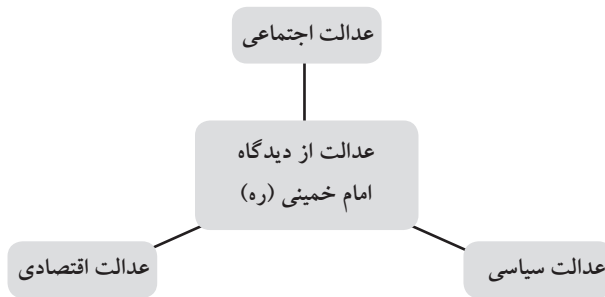 عدالت اجتماعی
عدالت از دیدگاه
امام خمینی (ره)
عدالت سیاسی
عدالت اقتصادی